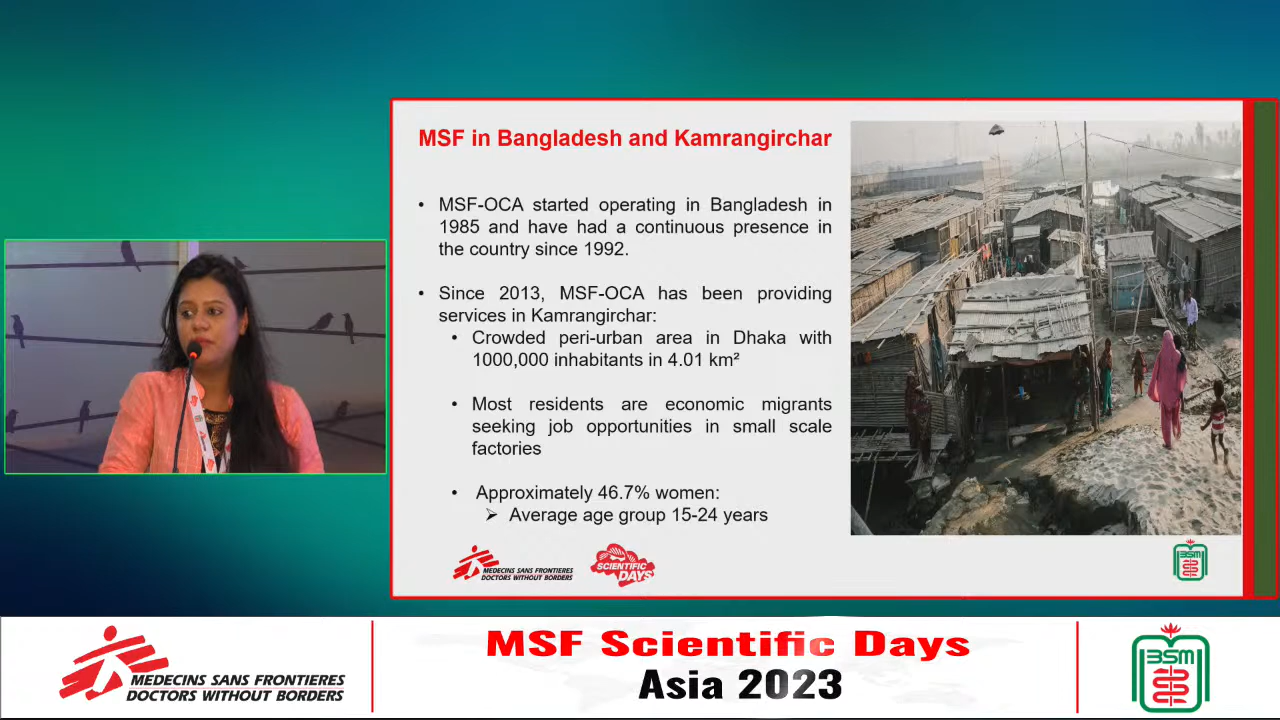 MSF in Bangladesh and Kamrangirchar
• MSF-OCA started operating in Bangladesh in
1985 and have had a continuous presence in
the country since 1992.
• Since 2013, MSF-OCA has been providing
services in Kamrangirchar:
• Crowded peri-urban area in Dhaka with
1000,000 inhabitants in 4.01 km²
• Most residents are economic migrants
seeking job opportunities in small scale
factories
• Approximately 46.7% women:
➢ Average age group 15-24 years
MEDECINS SANS FRONTIERES
DOCTORS WITHOUT BORDERS
SCIENTIFIC
DAYS
BSM
MEDECINS SANS FRONTIERES
DOCTORS WITHOUT BORDERS
MSF Scientific Days
Asia 2023
BSM